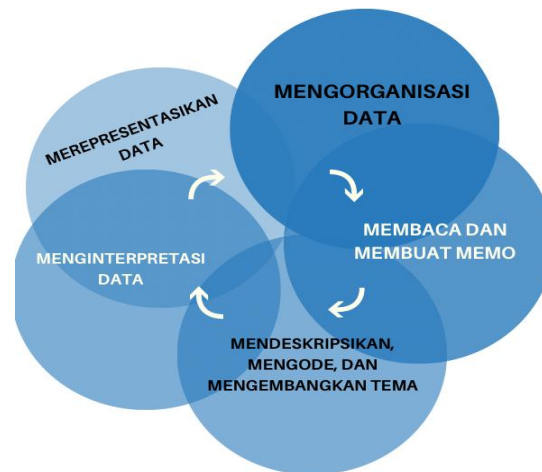 MENGORGANISASI
DATA
MEMBACA DAN
MEMBUAT MEMO
MENDESKRIPSIKAN,
MENGODE, DAN
MENGEMBANGKAN TEMA
MENGINTERPRETASI
DATA
MEREPRESENTASIKAN
DATA